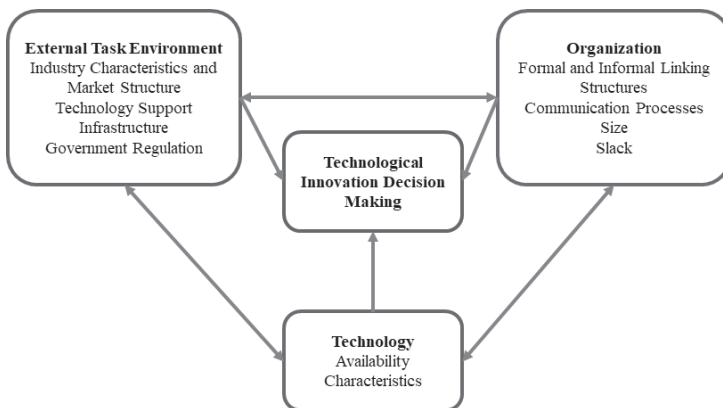 External Task Environment
Industry Characteristics and
Market Structure
Technology Support
Infrastructure
Government Regulation
Organization
Formal and Informal Linking
Structures
Communication Processes
Size
Slack
Technological
Innovation Decision
Making
Technology
Availability
Characteristics